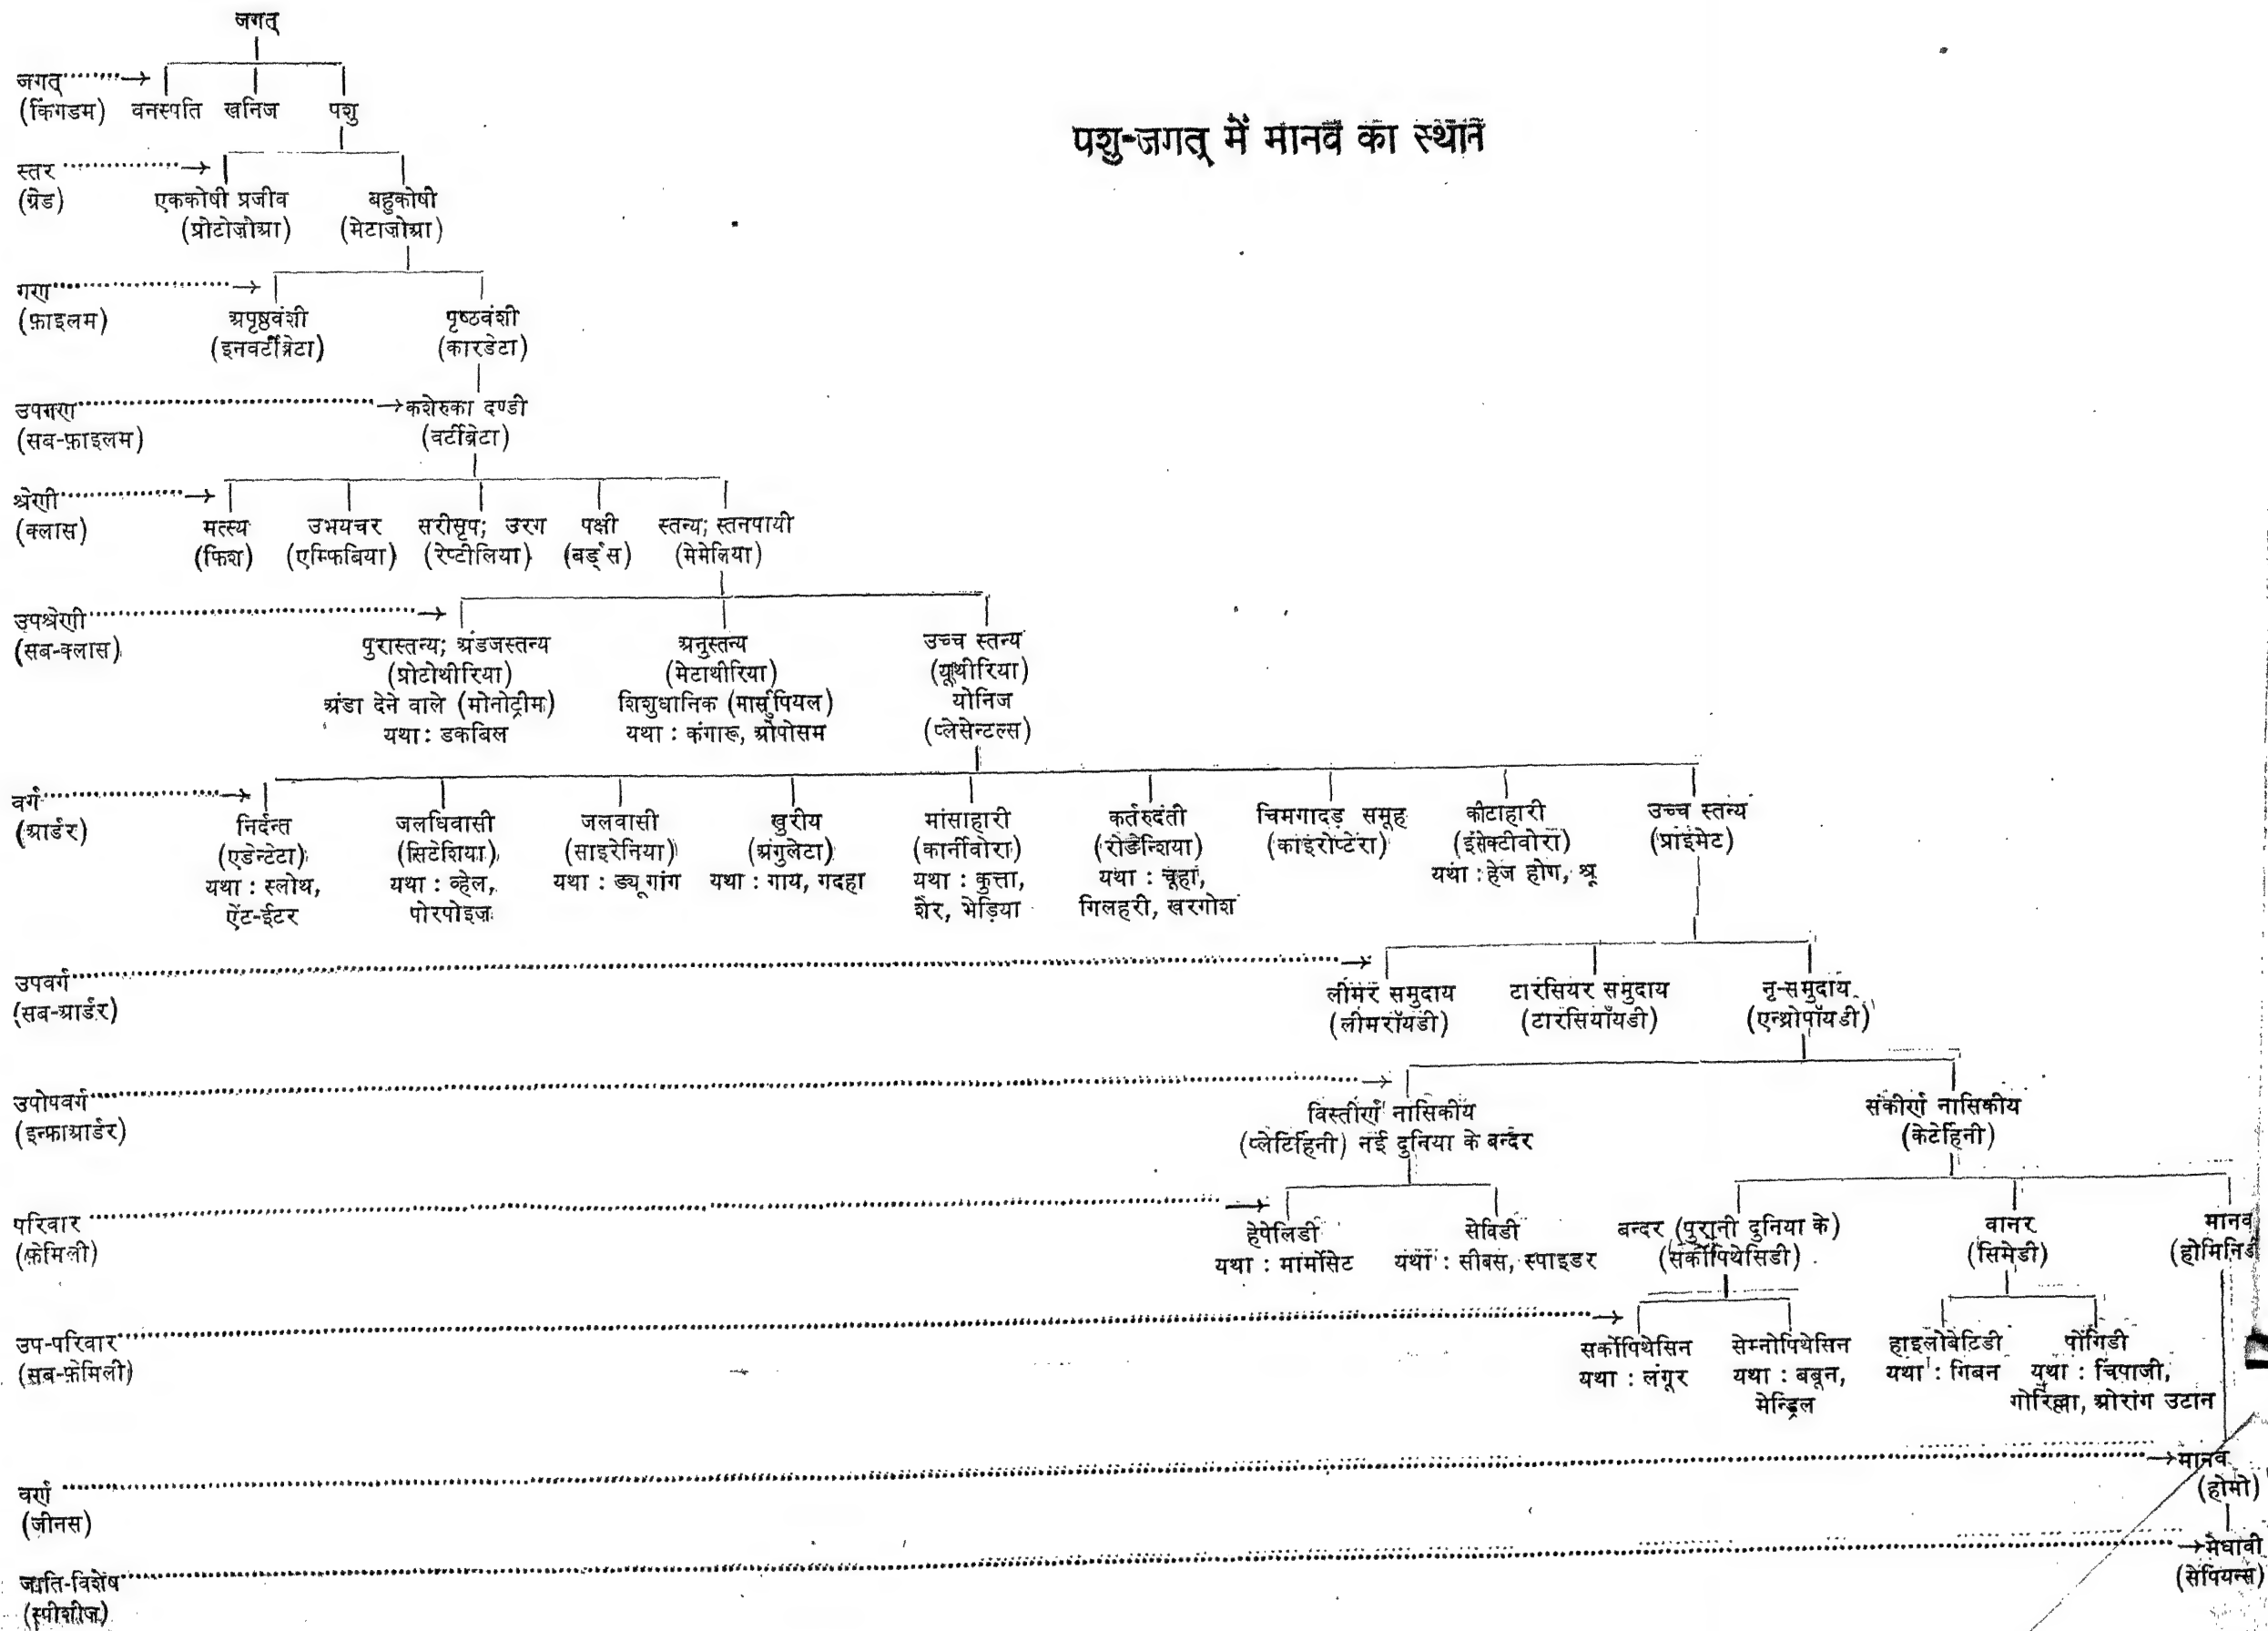 जगत्
जगत्
(किंगडम) वनस्पति खनिज पशु
पशु-जगत् में मानव का स्थान
स्तर
(ग्रेड)
एककोषी प्रजीव बहुकोषी
(प्रोटोज़ोआ) (मेटाज़ोआ)
गण
(फ़ाइलम)
अपृष्ठवंशी पृष्ठवंशी
(इनवर्टीब्रेटा) (कारडेटा)
उपगण कशेरुका दण्डी
(सब-फ़ाइलम) (वर्टीब्रेटा)
श्रेणी
(क्लास)
मत्स्य उभयचर सरीसृप; उरग पक्षी स्तन्य; स्तनपायी
(फिश) (एम्फिबिया) (रेप्टीलिया) (बर्ड्स) (मेमेलिया)
उपश्रेणी
(सब-क्लास)
पुरास्तन्य; अंडजस्तन्य अनुस्तन्य उच्च स्तन्य
(प्रोटोथीरिया) (मेटाथीरिया) (यूथीरिया)
अंडा देने वाले (मोनोट्रीम) शिशुधानिक (मार्सुपियल) योनिज
यथा : डकबिल यथा : कंगारू, ओपोसम (प्लेसेन्टल्स)
वर्ग
(आर्डर)
निर्दन्त जलधिवासी जलवासी खुरीय मांसाहारी कर्तरुदंती चिमगादड़ समूह कीटाहारी उच्च स्तन्य
(एडेन्टेटा) (सिटेशिया) (साइरेनिया) (अंगुलेटा) (कार्नीवोरा) (रोडेन्शिया) (काइरोप्टेरा) (इंसेक्टीवोरा) (प्राइमेट)
यथा : स्लोथ, यथा : व्हेल, यथा : ड्यूगांग यथा : गाय, गदहा यथा : कुत्ता, यथा : चूहा, यथा : हेज होग, श्रू
ऐंट-ईटर पोरपोइज़ शेर, भेड़िया गिलहरी, खरगोश
उपवर्ग
(सब-आर्डर)
लीमर समुदाय टारसियर समुदाय नृ-समुदाय
(लीमरॉयडी) (टारसियॉयडी) (एन्थ्रोपॉयडी)
उपोपवर्ग
(इन्फ्राआर्डर)
विस्तीर्ण नासिकीय संकीर्ण नासिकीय
(प्लेटिर्हिनी) नई दुनिया के बन्दर (केटेर्हिनी)
परिवार
(फ़ेमिली)
हेपेलिडी सेविडी बन्दर (पुरानी दुनिया के) वानर मानव
यथा : मार्मोसेट यथा : सीबस, स्पाइडर (सर्कोपिथेसिडी) (सिमेडी) (होमिनिडी
उप-परिवार
(सब-फ़ेमिली)
सर्कोपिथेसिन सेम्नोपिथेसिन हाइलोबेटिडी पोंगिडी
यथा : लंगूर यथा : बबून, यथा : गिबन यथा : चिंपाजी,
मेन्ड्रिल गोरिल्ला, ओरांग उटान
वर्ण मानव
(जीनस) (होमो)
जाति-विशेष मेधावी
(स्पीशीज़) (सेपियन्स)